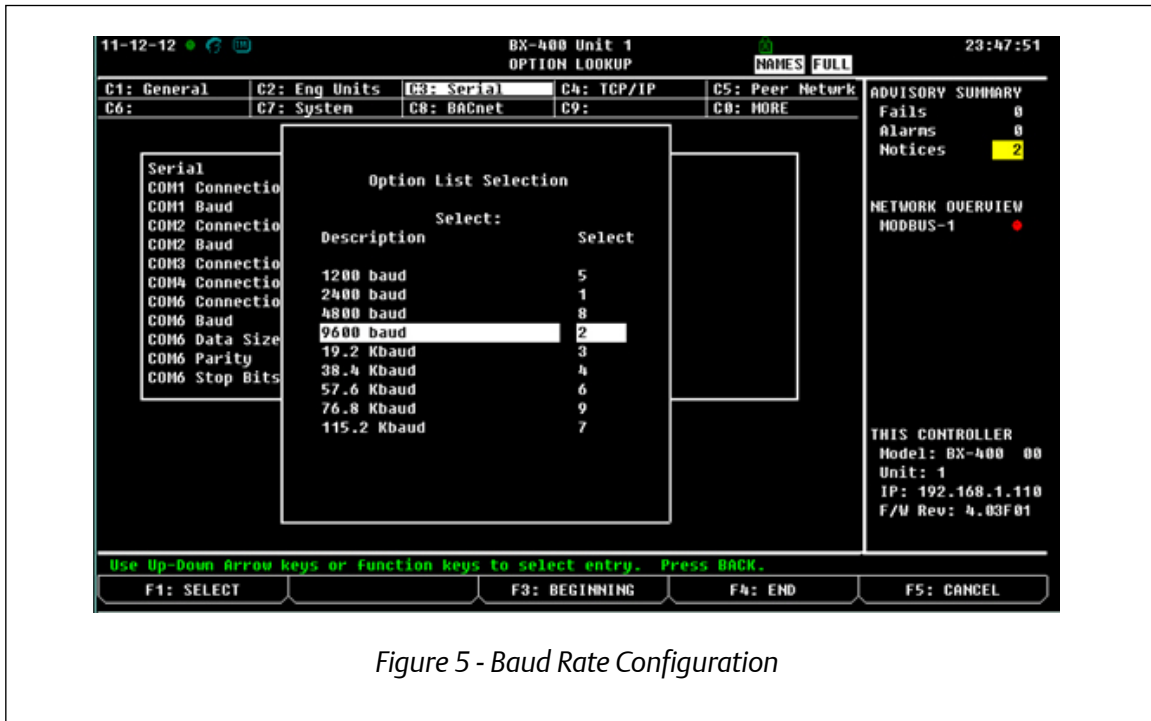 11-12-12 BX-400 Unit 1 23:47:51
OPTION LOOKUP NAMES FULL
C1: General C2: Eng Units C3: Serial C4: TCP/IP C5: Peer Netwrk
C6: C7: System C8: BACnet C9: C0: MORE
ADVISORY SUMMARY
Fails 0
Alarms 0
Notices 2
NETWORK OVERVIEW
MODBUS-1
Serial
COM1 Connectio
COM1 Baud
COM2 Connectio
COM2 Baud
COM3 Connectio
COM4 Connectio
COM6 Connectio
COM6 Baud
COM6 Data Size
COM6 Parity
COM6 Stop Bits
Option List Selection
Select:
Description Select
1200 baud 5
2400 baud 1
4800 baud 8
9600 baud 2
19.2 Kbaud 3
38.4 Kbaud 4
57.6 Kbaud 6
76.8 Kbaud 9
115.2 Kbaud 7
THIS CONTROLLER
Model: BX-400 00
Unit: 1
IP: 192.168.1.110
F/W Rev: 4.03F01
Use Up-Down Arrow keys or function keys to select entry. Press BACK.
F1: SELECT F3: BEGINNING F4: END F5: CANCEL
Figure 5 - Baud Rate Configuration